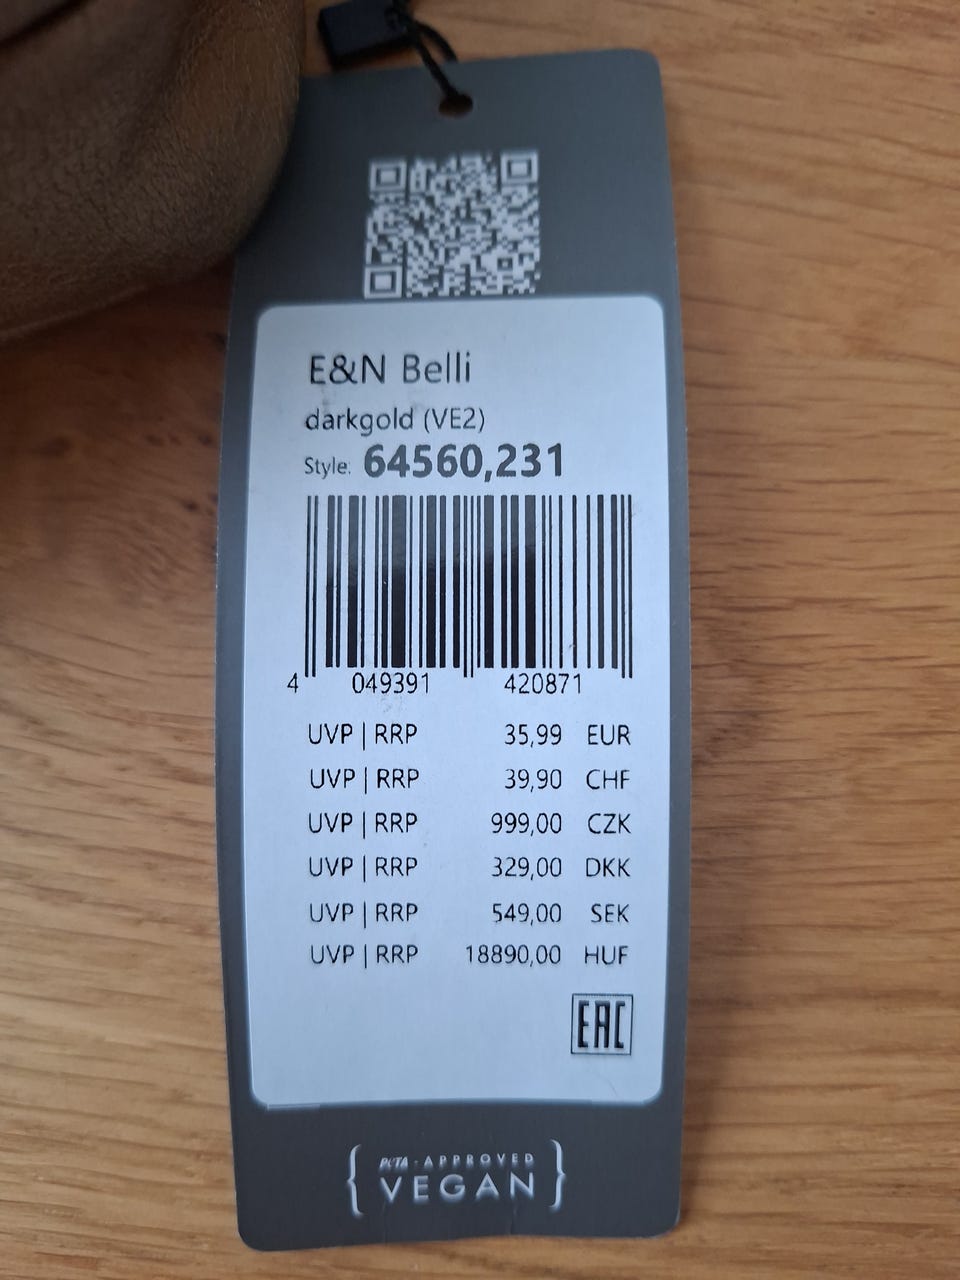 E&N Belli
darkgold (VE2)
Style: 64560,231
4 049391 420871
UVP | RRP 35,99 EUR
UVP | RRP 39,90 CHF
UVP | RRP 999,00 CZK
UVP | RRP 329,00 DKK
UVP | RRP 549,00 SEK
UVP | RRP 18890,00 HUF
EAC
{ PETA - APPROVED
VEGAN }